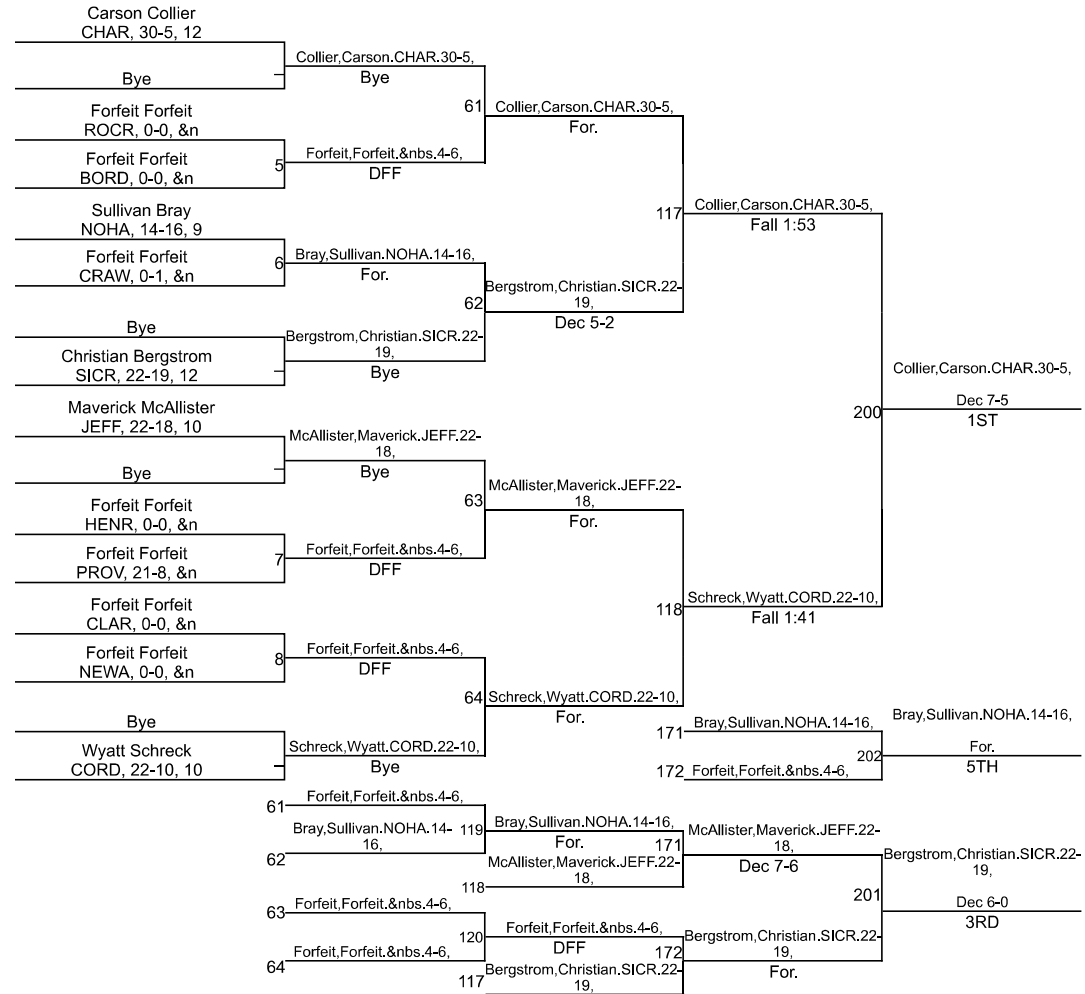 Carson Collier
CHAR, 30-5, 12
Bye
Collier,Carson.CHAR.30-5,
Bye
61
Collier,Carson.CHAR.30-5,
For.
Forfeit Forfeit
ROCR, 0-0, &n
Forfeit Forfeit
BORD, 0-0, &n
5
Forfeit,Forfeit.&nbs.4-6,
DFF
117
Collier,Carson.CHAR.30-5,
Fall 1:53
Sullivan Bray
NOHA, 14-16, 9
Forfeit Forfeit
CRAW, 0-1, &n
6
Bray,Sullivan.NOHA.14-16,
For.
62
Bergstrom,Christian.SICR.22-
19,
Dec 5-2
Bye
Christian Bergstrom
SICR, 22-19, 12
Bergstrom,Christian.SICR.22-
19,
Bye
200
Collier,Carson.CHAR.30-5,
Dec 7-5
1ST
Maverick McAllister
JEFF, 22-18, 10
Bye
McAllister,Maverick.JEFF.22-
18,
Bye
63
McAllister,Maverick.JEFF.22-
18,
For.
Forfeit Forfeit
HENR, 0-0, &n
Forfeit Forfeit
PROV, 21-8, &n
7
Forfeit,Forfeit.&nbs.4-6,
DFF
118
Schreck,Wyatt.CORD.22-10,
Fall 1:41
Forfeit Forfeit
CLAR, 0-0, &n
Forfeit Forfeit
NEWA, 0-0, &n
8
Forfeit,Forfeit.&nbs.4-6,
DFF
64
Schreck,Wyatt.CORD.22-10,
For.
Bye
Wyatt Schreck
CORD, 22-10, 10
Schreck,Wyatt.CORD.22-10,
Bye
171
Bray,Sullivan.NOHA.14-16,
172
Forfeit,Forfeit.&nbs.4-6,
202
Bray,Sullivan.NOHA.14-16,
For.
5TH
61
Forfeit,Forfeit.&nbs.4-6,
62
Bray,Sullivan.NOHA.14-
16,
119
Bray,Sullivan.NOHA.14-16,
For.
118
McAllister,Maverick.JEFF.22-
18,
171
McAllister,Maverick.JEFF.22-
18,
Dec 7-6
63
Forfeit,Forfeit.&nbs.4-6,
64
Forfeit,Forfeit.&nbs.4-6,
120
Forfeit,Forfeit.&nbs.4-6,
DFF
117
Bergstrom,Christian.SICR.22-
19,
172
Bergstrom,Christian.SICR.22-
19,
For.
201
Bergstrom,Christian.SICR.22-
19,
Dec 6-0
3RD